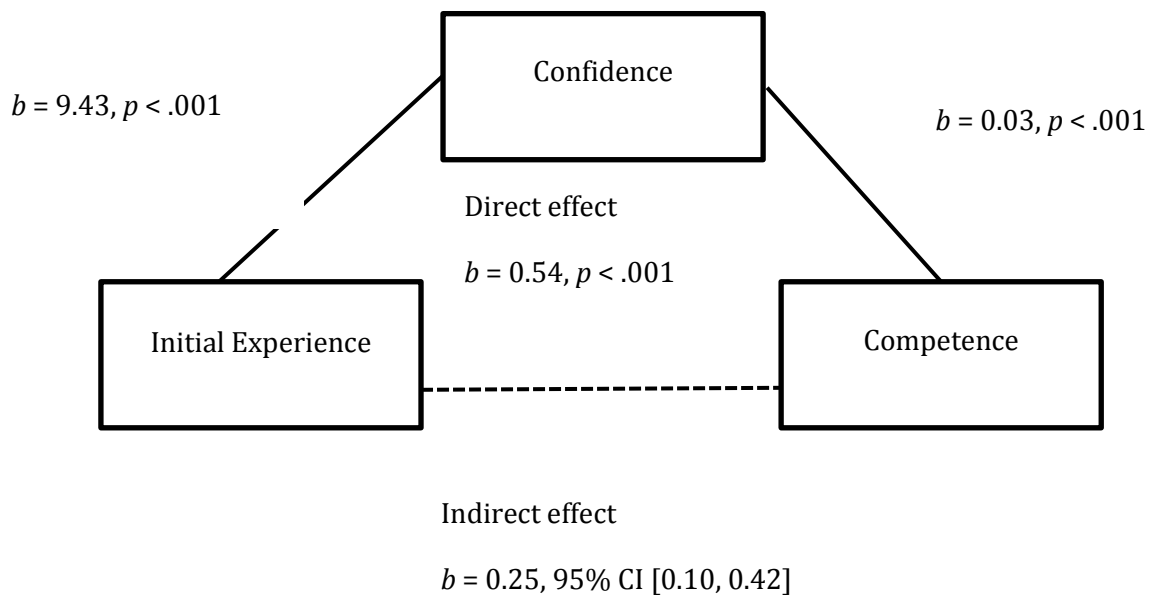 Confidence
b = 9.43, p < .001
b = 0.03, p < .001
Direct effect
b = 0.54, p < .001
Initial Experience
Competence
Indirect effect
b = 0.25, 95% CI [0.10, 0.42]